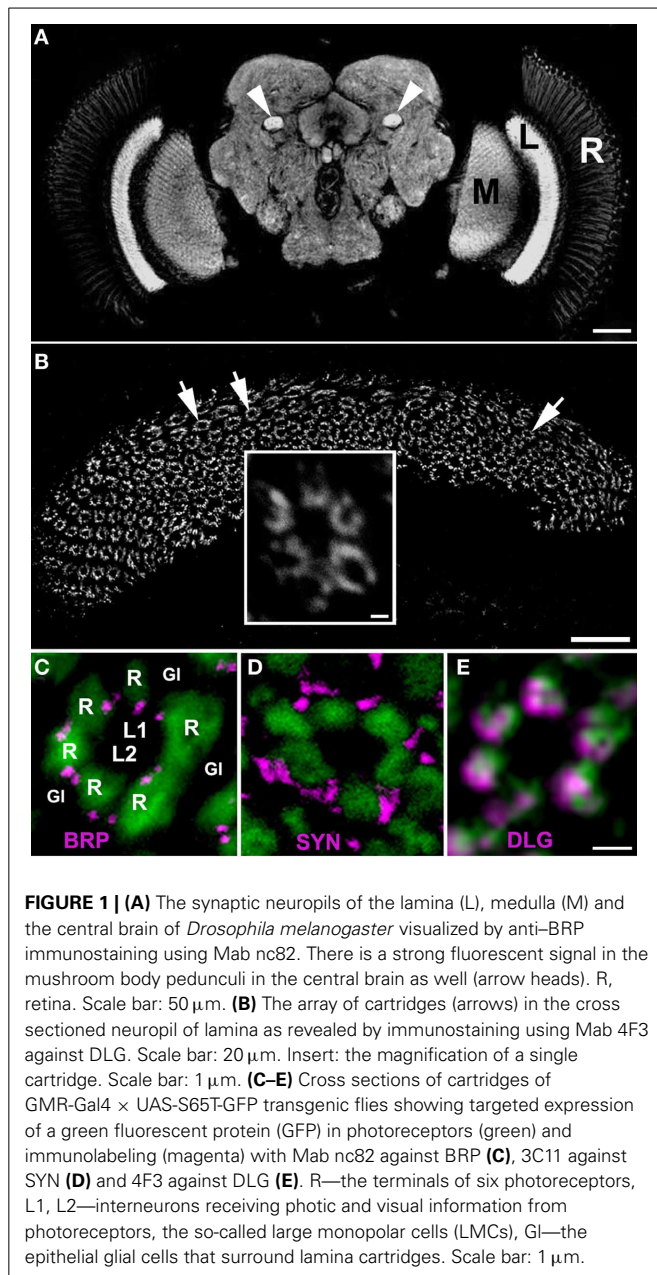 A
L
R
M
B
C
R
Gl
R
L1
R
R
L2
Gl
R
R
Gl
BRP
D
SYN
E
DLG
FIGURE 1 | (A) The synaptic neuropils of the lamina (L), medulla (M) and
the central brain of Drosophila melanogaster visualized by anti–BRP
immunostaining using Mab nc82. There is a strong fluorescent signal in the
mushroom body pedunculi in the central brain as well (arrow heads). R,
retina. Scale bar: 50 μm. (B) The array of cartridges (arrows) in the cross
sectioned neuropil of lamina as revealed by immunostaining using Mab 4F3
against DLG. Scale bar: 20 μm. Insert: the magnification of a single
cartridge. Scale bar: 1 μm. (C–E) Cross sections of cartridges of
GMR-Gal4 × UAS-S65T-GFP transgenic flies showing targeted expression
of a green fluorescent protein (GFP) in photoreceptors (green) and
immunolabeling (magenta) with Mab nc82 against BRP (C), 3C11 against
SYN (D) and 4F3 against DLG (E). R—the terminals of six photoreceptors,
L1, L2—interneurons receiving photic and visual information from
photoreceptors, the so-called large monopolar cells (LMCs), Gl—the
epithelial glial cells that surround lamina cartridges. Scale bar: 1 μm.